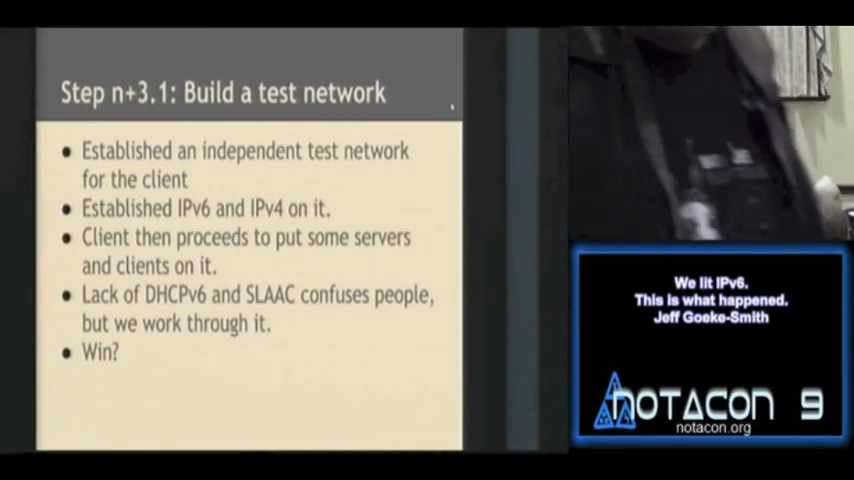 Step n+3.1: Build a test network
• Established an independent test network
for the client
• Established IPv6 and IPv4 on it.
• Client then proceeds to put some servers
and clients on it.
• Lack of DHCPv6 and SLAAC confuses people,
but we work through it.
• Win?
We lit IPv6.
This is what happened.
Jeff Goeke-Smith
NOTACON 9
notacon.org